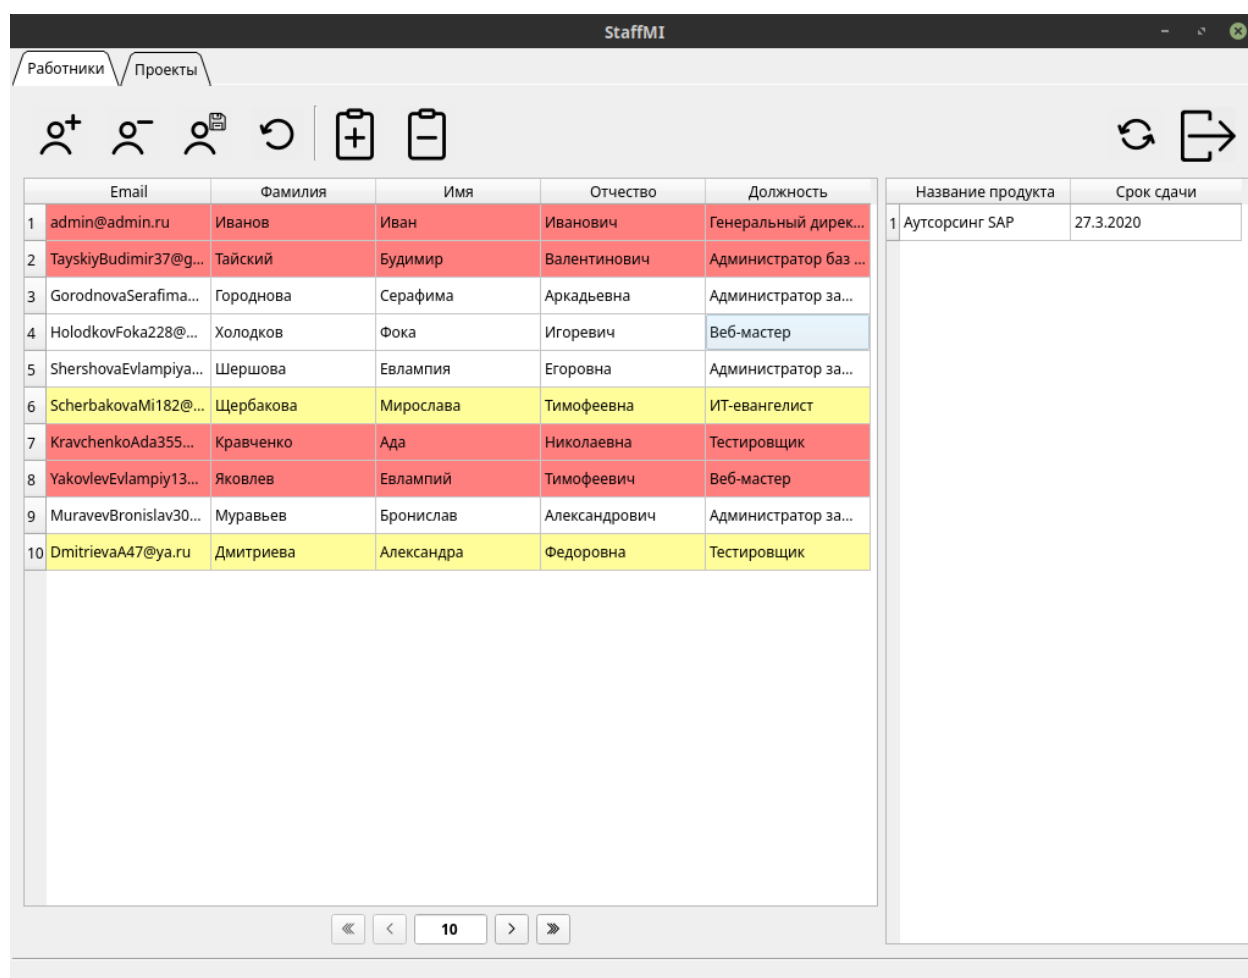 StaffMI
Работники Проекты
Email Фамилия Имя Отчество Должность Название продукта Срок сдачи
1 admin@admin.ru Иванов Иван Иванович Генеральный дирек... 1 Аутсорсинг SAP 27.3.2020
2 TayskiyBudimir37@g... Тайский Будимир Валентинович Администратор баз ...
3 GorodnovaSerafima... Городнова Серафима Аркадьевна Администратор за...
4 HolodkovFoka228@... Холодков Фока Игоревич Веб-мастер
5 ShershovaEvlampiya... Шершова Евлампия Егоровна Администратор за...
6 ScherbakovaMi182@... Щербакова Мирослава Тимофеевна ИТ-евангелист
7 KravchenkoAda355... Кравченко Ада Николаевна Тестировщик
8 YakovlevEvlampiy13... Яковлев Евлампий Тимофеевич Веб-мастер
9 MuravevBronislav30... Муравьев Бронислав Александрович Администратор за...
10 DmitrievaA47@ya.ru Дмитриева Александра Федоровна Тестировщик
10